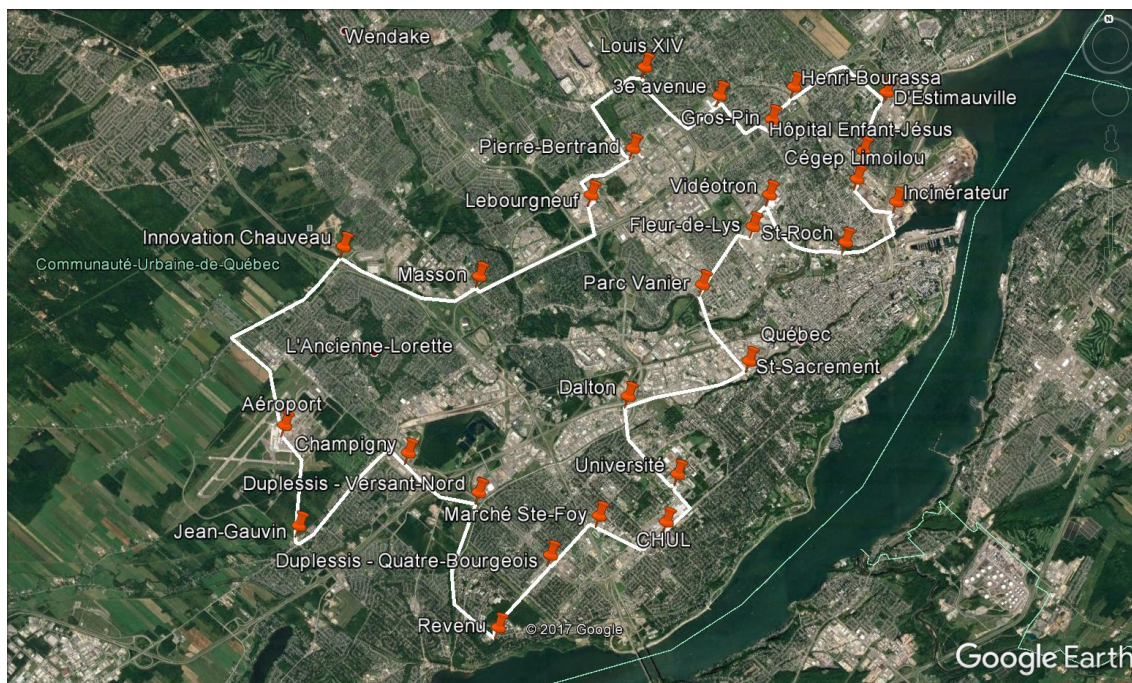 Wendake
Louis XIV
3e avenue
Henri-Bourassa
D'Estimauville
Gros-Pin
Hôpital Enfant-Jésus
Pierre-Bertrand
Cégep Limoilou
Lebourgneuf
Vidéotron
Incinérateur
Fleur-de-Lys
St-Roch
Innovation Chauveau
Communauté-Urbaine-de-Québec
Masson
Parc Vanier
L'Ancienne-Lorette
Québec
St-Sacrement
Dalton
Aéroport
Champigny
Université
Duplessis - Versant-Nord
Marché Ste-Foy
Jean-Gauvin
CHUL
Duplessis - Quatre-Bourgeois
Revenu
© 2017 Google
Google Earth
N